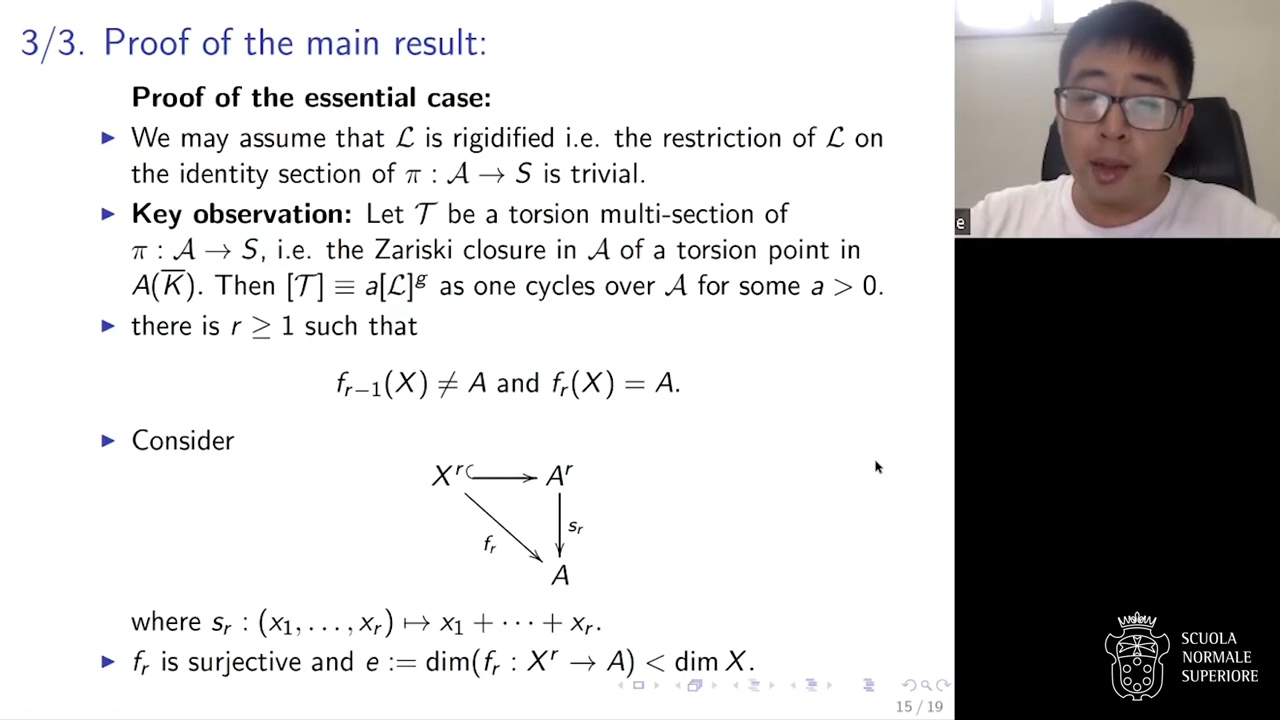 3/3. Proof of the main result:
Proof of the essential case:
▶ We may assume that ℒ is rigidified i.e. the restriction of ℒ on
the identity section of π : 𝒜 → S is trivial.
▶ Key observation: Let 𝒯 be a torsion multi-section of
π : 𝒜 → S, i.e. the Zariski closure in 𝒜 of a torsion point in
A(K̅). Then [𝒯] ≡ a[ℒ]^g as one cycles over 𝒜 for some a > 0.
▶ there is r ≥ 1 such that
f_{r−1}(X) ≠ A and f_r(X) = A.
▶ Consider
X^r ↪ A^r
f_r s_r
A
where s_r : (x_1, …, x_r) ↦ x_1 + ⋯ + x_r.
▶ f_r is surjective and e := dim(f_r : X^r → A) < dim X.
15 / 19
e
SCUOLA
NORMALE
SUPERIORE